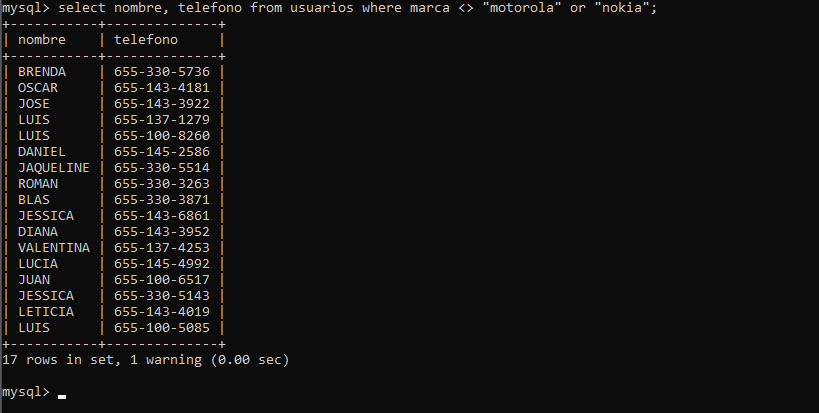 mysql> select nombre, telefono from usuarios where marca <> "motorola" or "nokia";
+-----------+--------------+
| nombre    | telefono     |
+-----------+--------------+
| BRENDA    | 655-330-5736 |
| OSCAR     | 655-143-4181 |
| JOSE      | 655-143-3922 |
| LUIS      | 655-137-1279 |
| LUIS      | 655-100-8260 |
| DANIEL    | 655-145-2586 |
| JAQUELINE | 655-330-5514 |
| ROMAN     | 655-330-3263 |
| BLAS      | 655-330-3871 |
| JESSICA   | 655-143-6861 |
| DIANA     | 655-143-3952 |
| VALENTINA | 655-137-4253 |
| LUCIA     | 655-145-4992 |
| JUAN      | 655-100-6517 |
| JESSICA   | 655-330-5143 |
| LETICIA   | 655-143-4019 |
| LUIS      | 655-100-5085 |
+-----------+--------------+
17 rows in set, 1 warning (0.00 sec)
mysql> _